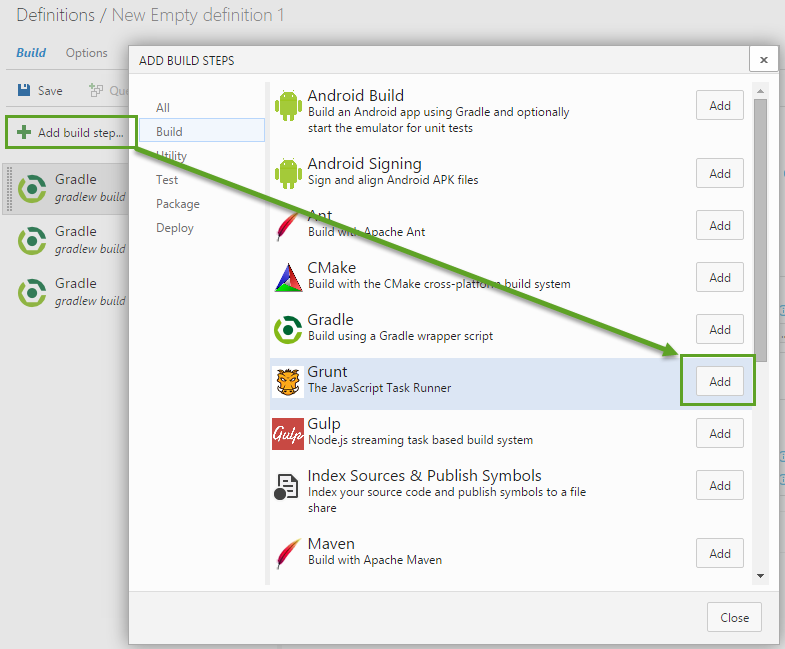 Definitions / New Empty definition 1
Build
Options
Save
Add build step...
Gradle
gradlew build
Gradle
gradlew build
Gradle
gradlew build
ADD BUILD STEPS
All
Build
Utility
Test
Package
Deploy
Android Build
Build an Android app using Gradle and optionally
start the emulator for unit tests
Add
Android Signing
Sign and align Android APK files
Add
Ant
Build with Apache Ant
Add
CMake
Build with the CMake cross-platform build system
Add
Gradle
Build using a Gradle wrapper script
Add
Grunt
The JavaScript Task Runner
Add
Gulp
Gulp
Node.js streaming task based build system
Add
Index Sources & Publish Symbols
Index your source code and publish symbols to a file
share
Add
Maven
Build with Apache Maven
Add
Close